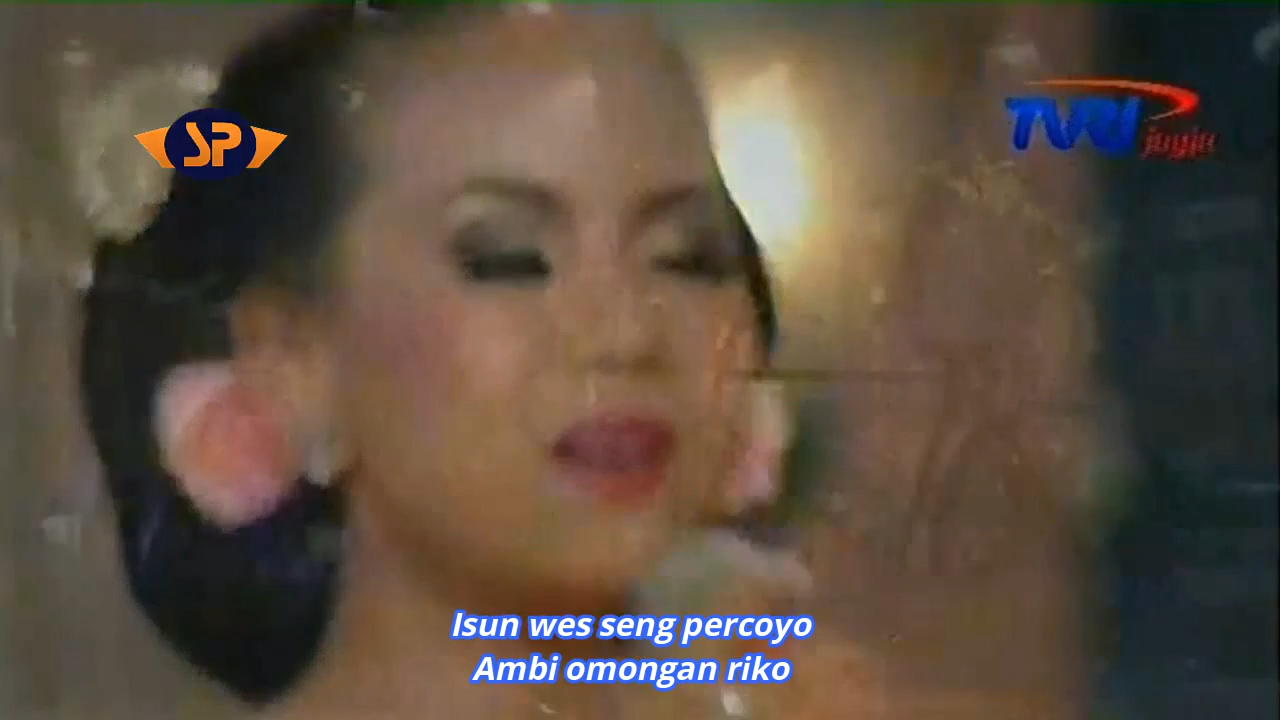 SP
TVRI
jogja
Isun wes seng percoyo
Ambi omongan riko